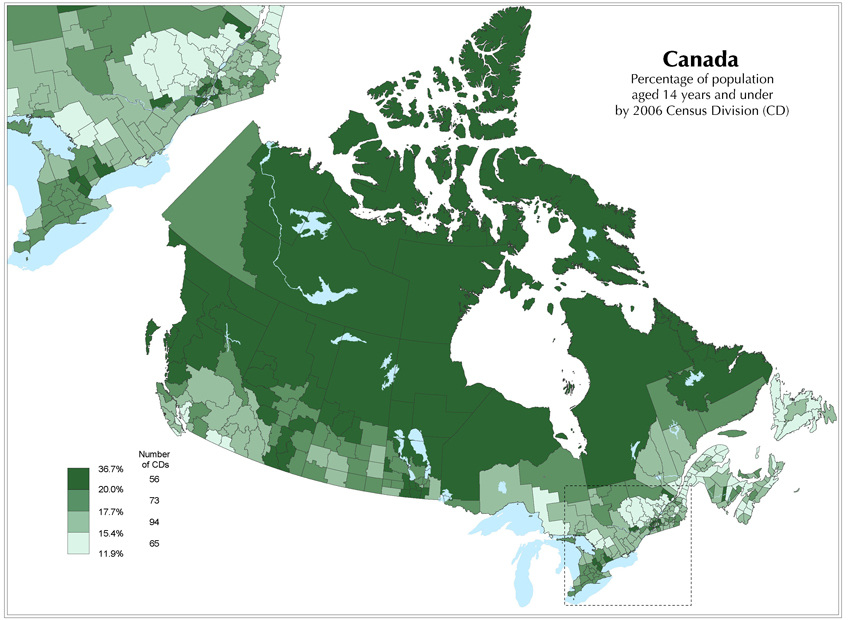 Canada
Percentage of population
aged 14 years and under
by 2006 Census Division (CD)
Number
of CDs
36.7%
56
20.0%
73
17.7%
94
15.4%
65
11.9%